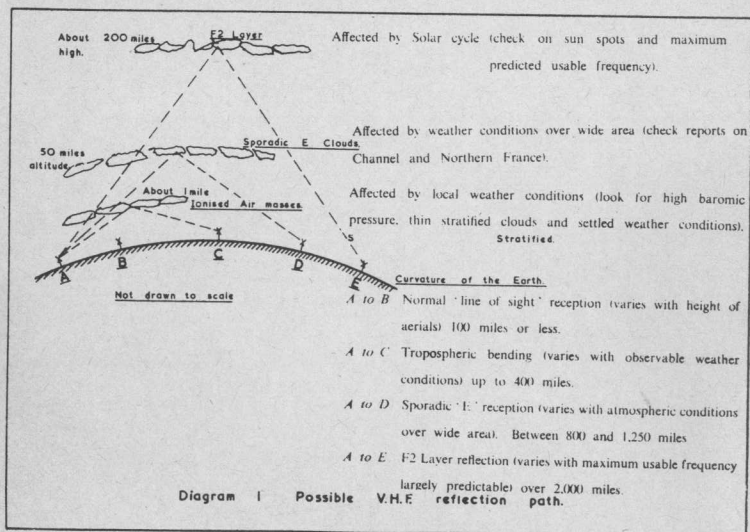 About 200 miles high.
F2 Layer
Affected by Solar cycle (check on sun spots and maximum
predicted usable frequency).
50 miles
altitude
Sporadic E Clouds.
Affected by weather conditions over wide area (check reports on
Channel and Northern France).
About 1 mile
Ionised Air masses
Affected by local weather conditions (look for high baromic
pressure, thin stratified clouds and settled weather conditions).
Stratified.
A
B
C
D
S
E
Curvature of the Earth.
Not drawn to scale
A to B Normal 'line of sight' reception (varies with height of
aerials) 100 miles or less.
A to C Tropospheric bending (varies with observable weather
conditions) up to 400 miles.
A to D Sporadic 'E' reception (varies with atmospheric conditions
over wide area). Between 800 and 1,250 miles
A to E F2 Layer reflection (varies with maximum usable frequency
largely predictable) over 2,000 miles.
Diagram 1 Possible V.H.F. reflection path.